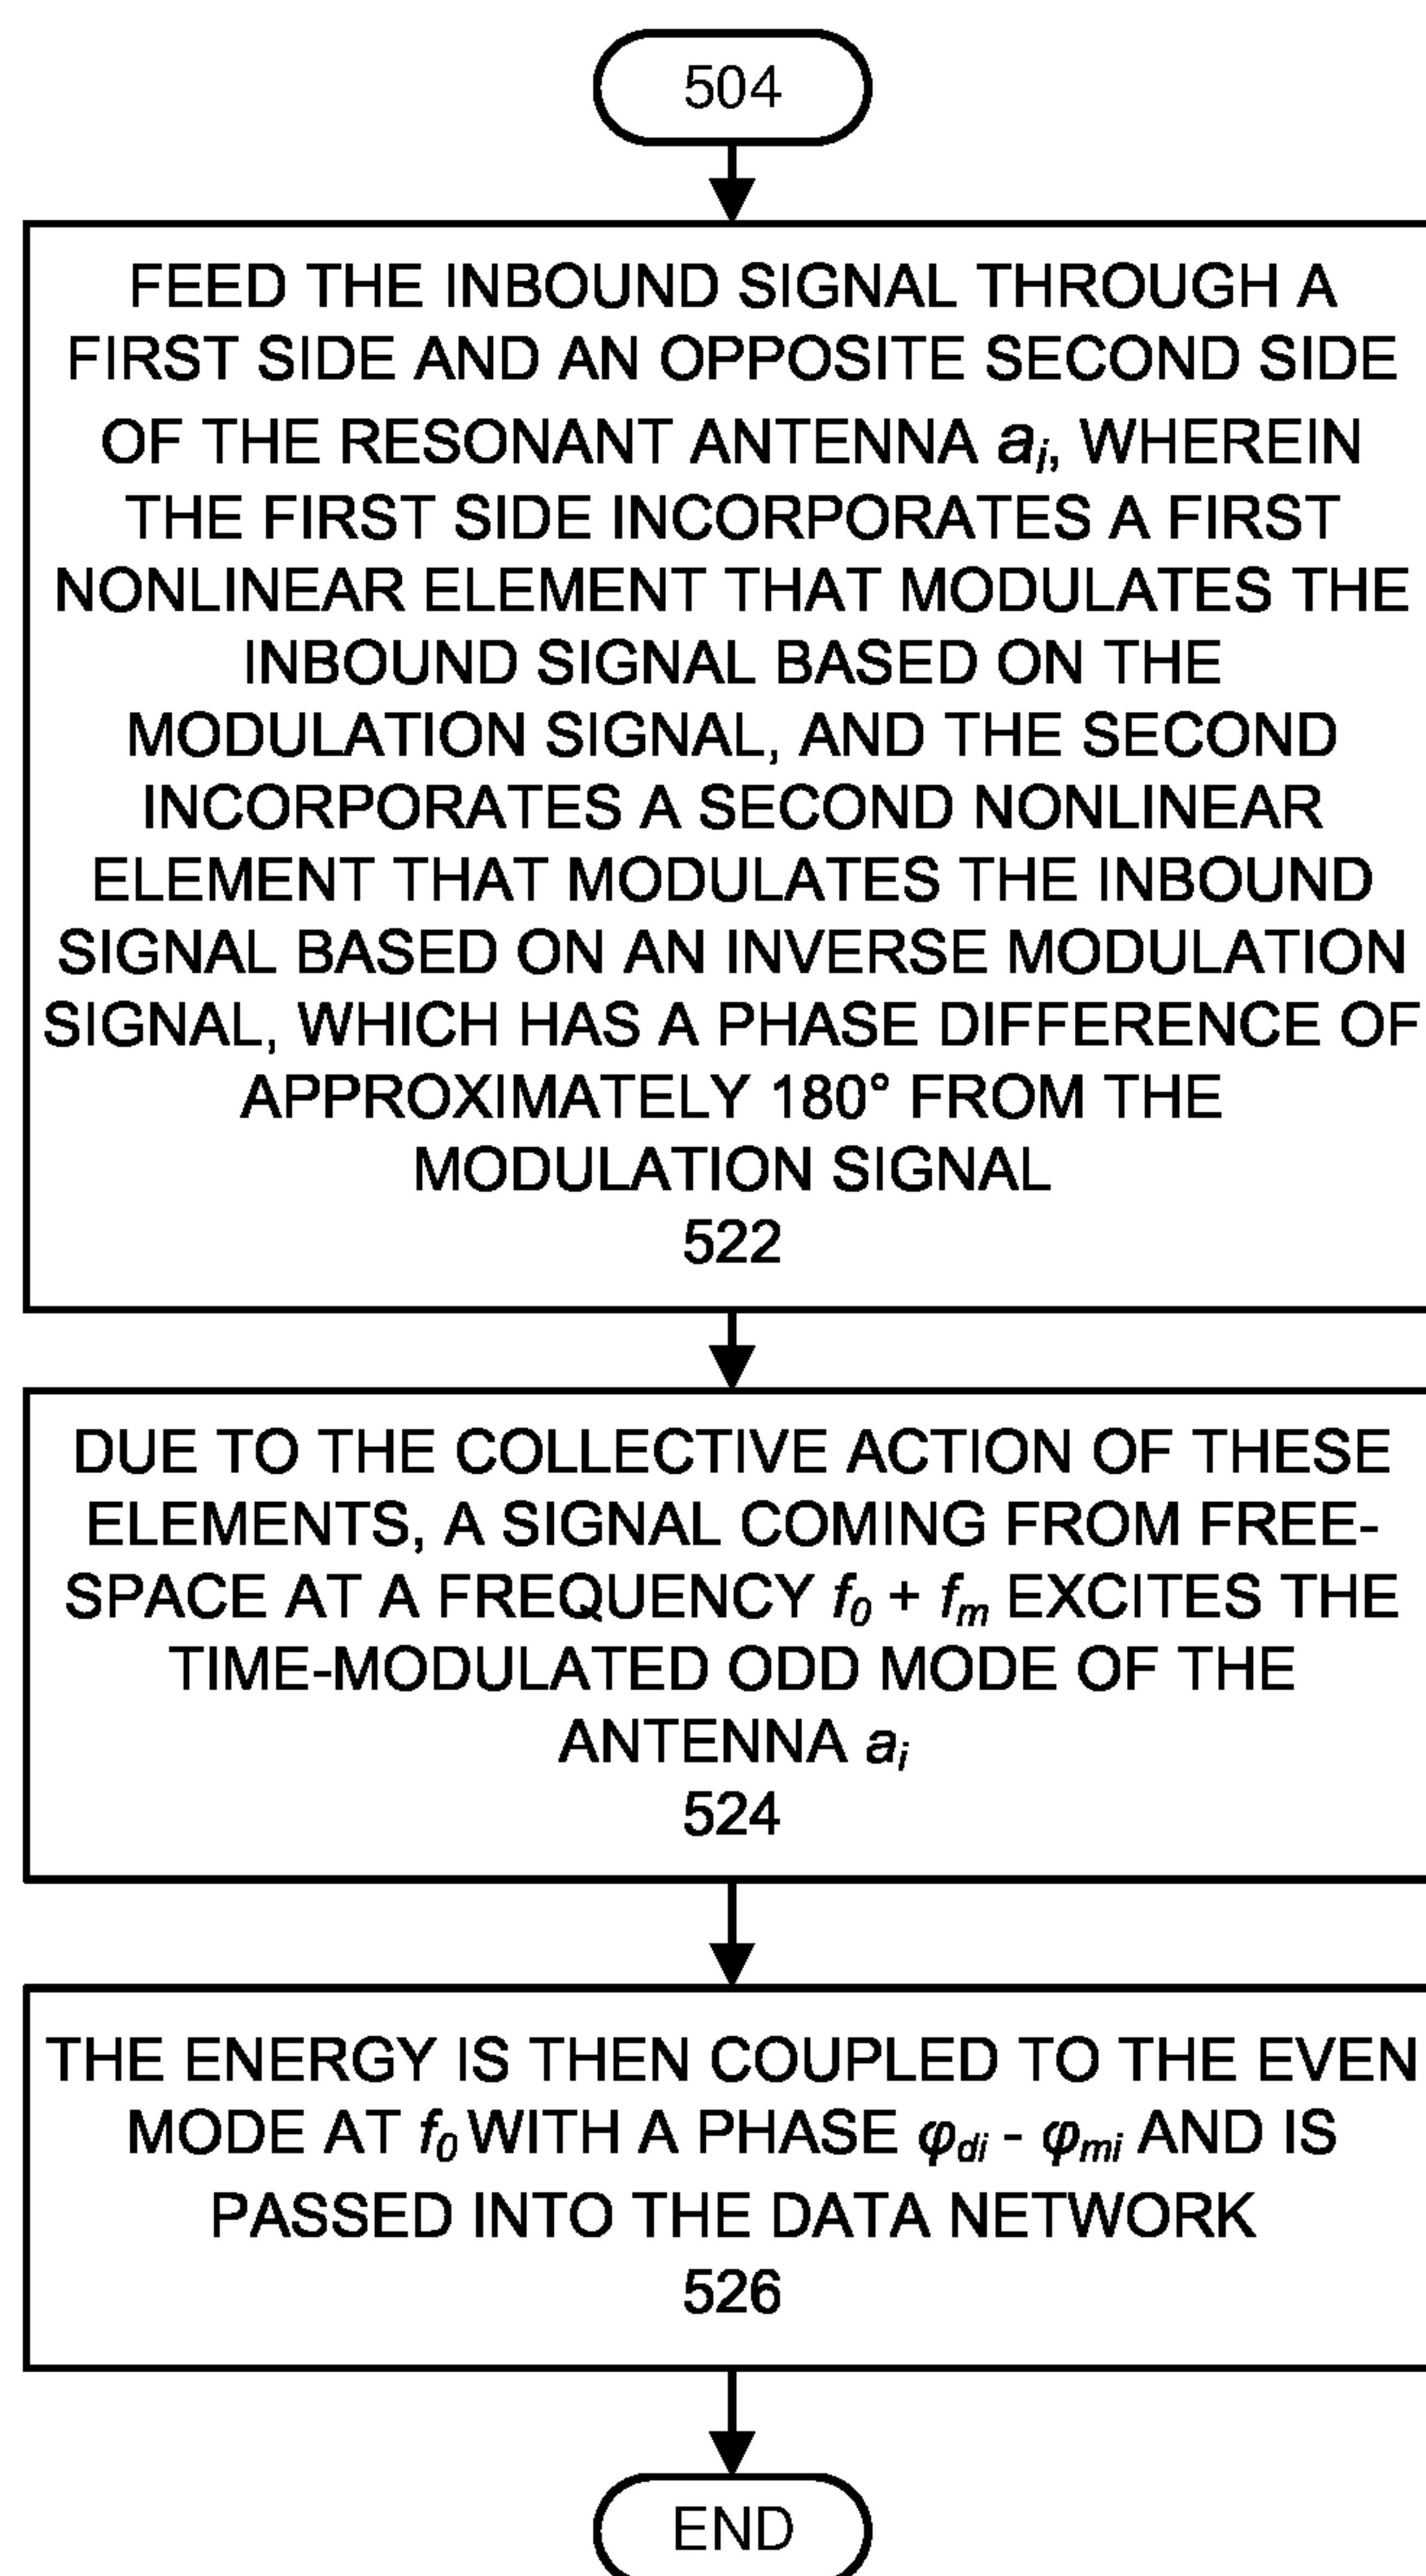 504
FEED THE INBOUND SIGNAL THROUGH A
FIRST SIDE AND AN OPPOSITE SECOND SIDE
OF THE RESONANT ANTENNA aᵢ, WHEREIN
THE FIRST SIDE INCORPORATES A FIRST
NONLINEAR ELEMENT THAT MODULATES THE
INBOUND SIGNAL BASED ON THE
MODULATION SIGNAL, AND THE SECOND
INCORPORATES A SECOND NONLINEAR
ELEMENT THAT MODULATES THE INBOUND
SIGNAL BASED ON AN INVERSE MODULATION
SIGNAL, WHICH HAS A PHASE DIFFERENCE OF
APPROXIMATELY 180° FROM THE
MODULATION SIGNAL
522
DUE TO THE COLLECTIVE ACTION OF THESE
ELEMENTS, A SIGNAL COMING FROM FREE-
SPACE AT A FREQUENCY f₀ + fₘ EXCITES THE
TIME-MODULATED ODD MODE OF THE
ANTENNA aᵢ
524
THE ENERGY IS THEN COUPLED TO THE EVEN
MODE AT f₀ WITH A PHASE φ_di - φ_mi AND IS
PASSED INTO THE DATA NETWORK
526
END